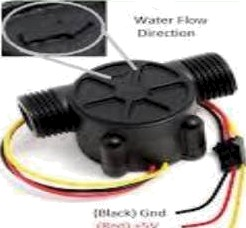 Water Flow
Direction
(Black) Gnd
(Red) +5V